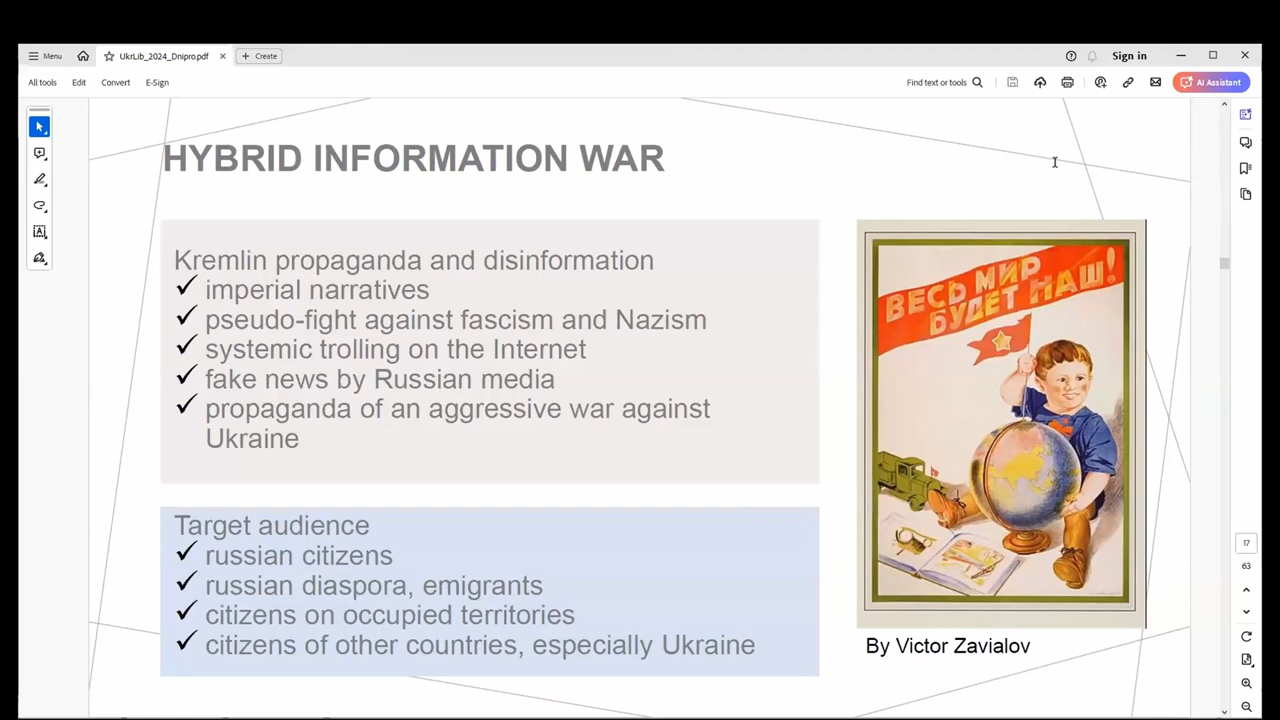 Menu
UkrLib_2024_Dnipro.pdf
Create
Sign in
All tools
Edit
Convert
E-Sign
Find text or tools
AI Assistant
HYBRID INFORMATION WAR
Kremlin propaganda and disinformation
✓ imperial narratives
✓ pseudo-fight against fascism and Nazism
✓ systemic trolling on the Internet
✓ fake news by Russian media
✓ propaganda of an aggressive war against
Ukraine
Target audience
✓ russian citizens
✓ russian diaspora, emigrants
✓ citizens on occupied territories
✓ citizens of other countries, especially Ukraine
ВЕСЬ МИР
БУДЕТ НАШ!
By Victor Zavialov
17
63